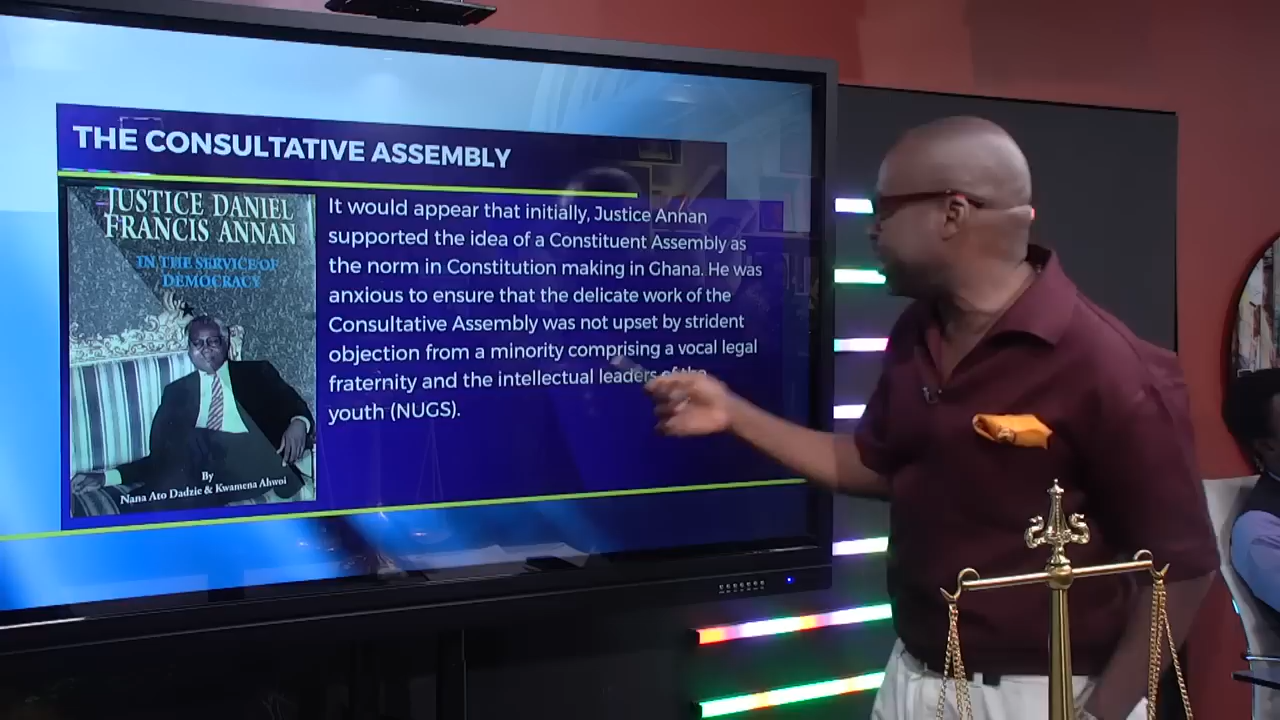 THE CONSULTATIVE ASSEMBLY
JUSTICE DANIEL
FRANCIS ANNAN
IN THE SERVICE OF
DEMOCRACY
By
Nana Ato Dadzie & Kwamena Ahwoi
It would appear that initially, Justice Annan
supported the idea of a Constituent Assembly as
the norm in Constitution making in Ghana. He was
anxious to ensure that the delicate work of the
Consultative Assembly was not upset by strident
objection from a minority comprising a vocal legal
fraternity and the intellectual leaders of the
youth (NUGS).